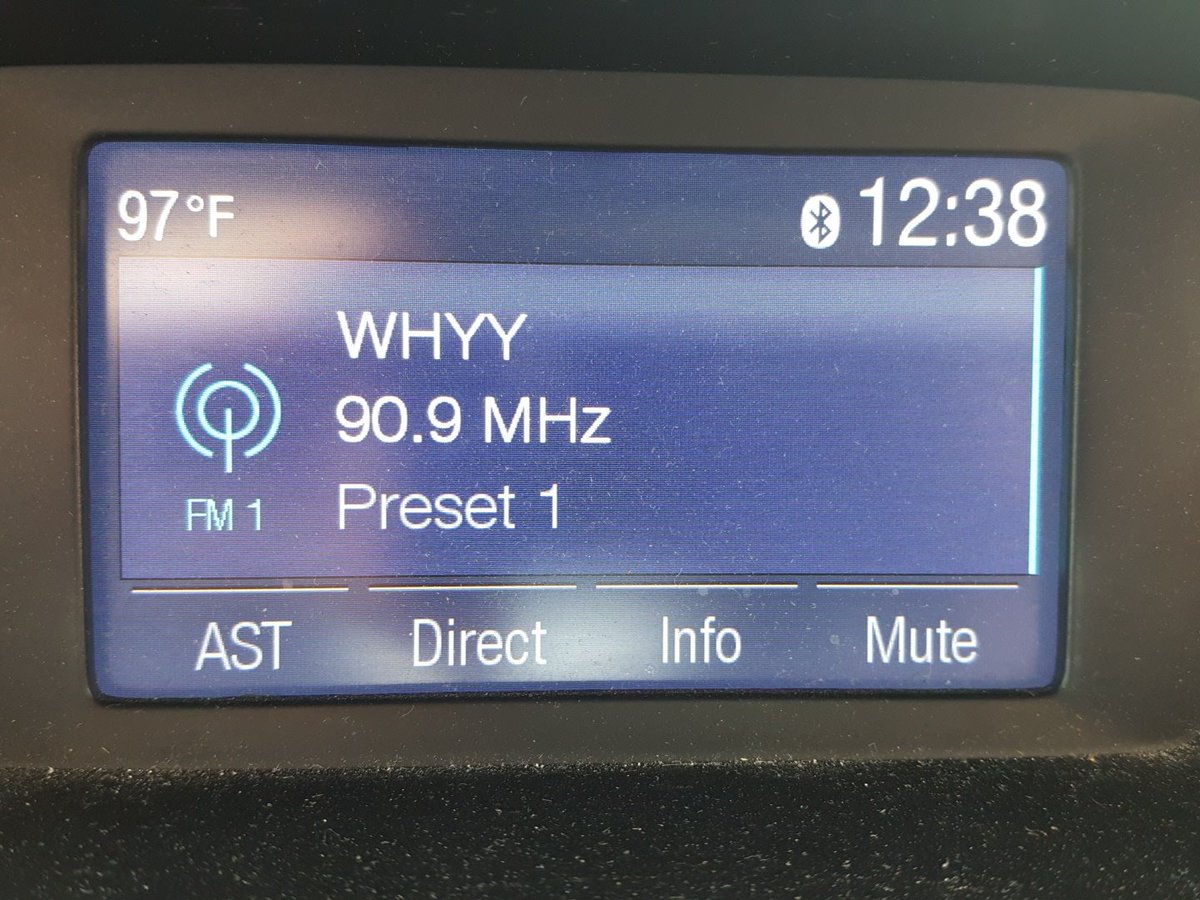 97°F 12:38
WHYY
90.9 MHz
FM 1 Preset 1
AST Direct Info Mute